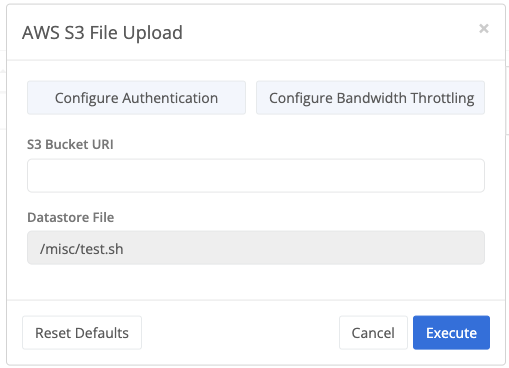 AWS S3 File Upload
×
Configure Authentication
Configure Bandwidth Throttling
S3 Bucket URI
Datastore File
/misc/test.sh
Reset Defaults
Cancel
Execute